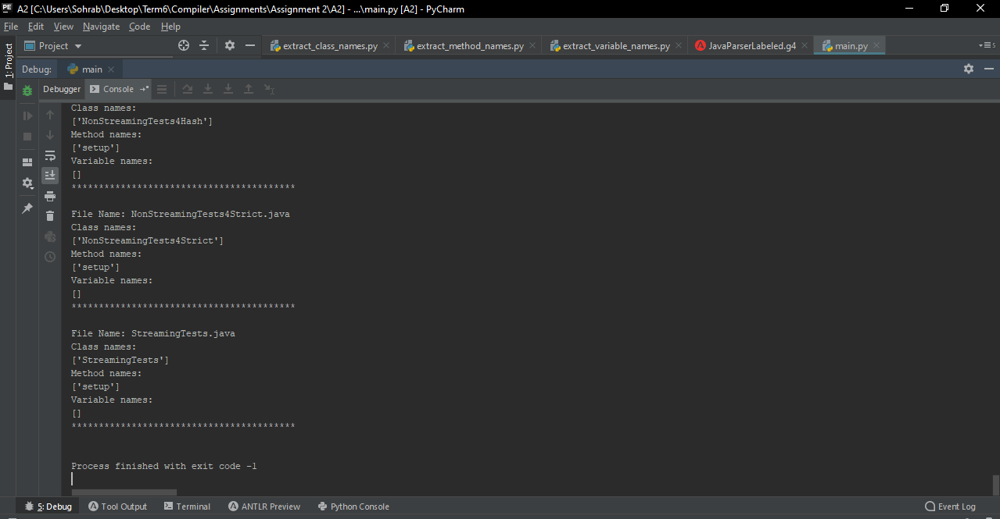 PE A2 [C:\Users\Sohrab\Desktop\Term6\Compiler\Assignments\Assignment 2\A2] - ...\main.py [A2] - PyCharm
File Edit View Navigate Code Help
1: Project
Project
extract_class_names.py extract_method_names.py extract_variable_names.py JavaParserLabeled.g4 main.py
Debug: main
Debugger Console
Class names:
['NonStreamingTests4Hash']
Method names:
['setup']
Variable names:
[]
*****************************************
File Name: NonStreamingTests4Strict.java
Class names:
['NonStreamingTests4Strict']
Method names:
['setup']
Variable names:
[]
*****************************************
File Name: StreamingTests.java
Class names:
['StreamingTests']
Method names:
['setup']
Variable names:
[]
*****************************************
Process finished with exit code -1
5: Debug Tool Output Terminal ANTLR Preview Python Console Event Log